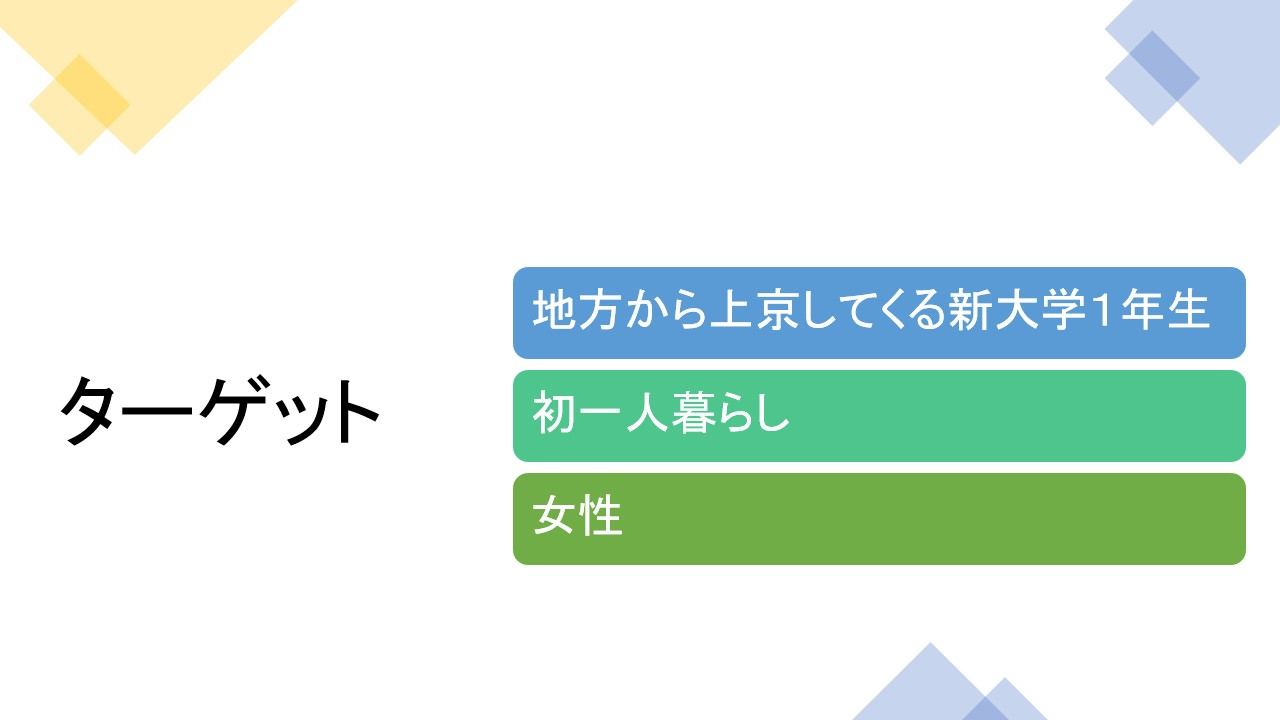 ターゲット
地方から上京してくる新大学１年生
初一人暮らし
女性